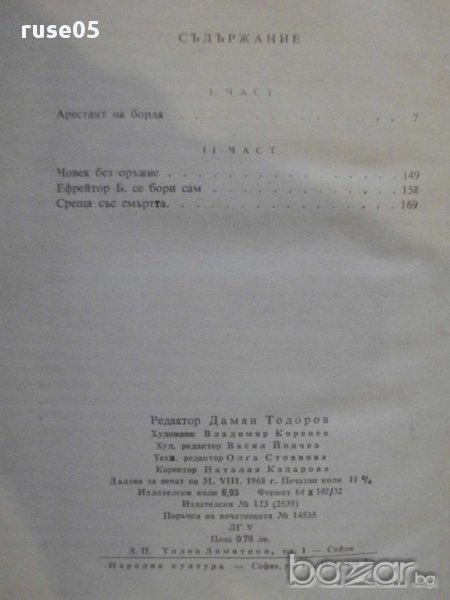 ruse05
СЪДЪРЖАНИЕ
I ЧАСТ
Арестант на борда . . . . . . . . . . . . . . 7
II ЧАСТ
Човек без оръжие . . . . . . . . . . . . . . 149
Ефрейтор Б. се бори сам . . . . . . . . . . . . 158
Среща със смъртта. . . . . . . . . . . . . . 169
Редактор Дамян Тодоров
Художник Владимир Коренев
Худ. редактор Васил Йончев
Техн. редактор Олга Стоянова
Коректор Наталия Кацарова
Дадена за печат на 31. VIII. 1968 г. Печатни коли 11 3/4
Издателски коли 8,93 Формат 84 x 108/32
Издателски № 123 (2539)
Поръчка на печатницата № 14535
ЛГ V
Цена 0,76 лв.
Д.П. Тодор Димитров, кл. 1 — София
Народна култура — София, ул.
bazar.bg